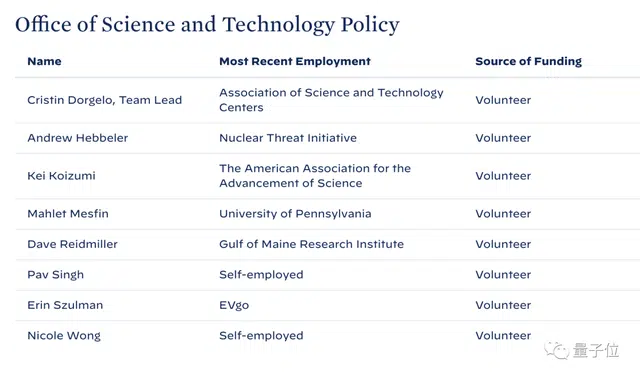 Office of Science and Technology Policy
Name Most Recent Employment Source of Funding
Cristin Dorgelo, Team Lead Association of Science and Technology Centers Volunteer
Andrew Hebbeler Nuclear Threat Initiative Volunteer
Kei Koizumi The American Association for the Advancement of Science Volunteer
Mahlet Mesfin University of Pennsylvania Volunteer
Dave Reidmiller Gulf of Maine Research Institute Volunteer
Pav Singh Self-employed Volunteer
Erin Szulman EVgo Volunteer
Nicole Wong Self-employed Volunteer
量子位